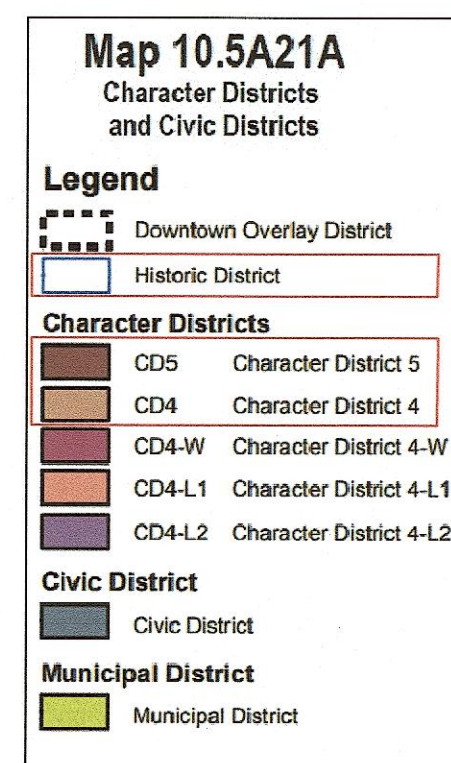 Map 10.5A21A
Character Districts
and Civic Districts
Legend
Downtown Overlay District
Historic District
Character Districts
CD5 Character District 5
CD4 Character District 4
CD4-W Character District 4-W
CD4-L1 Character District 4-L1
CD4-L2 Character District 4-L2
Civic District
Civic District
Municipal District
Municipal District